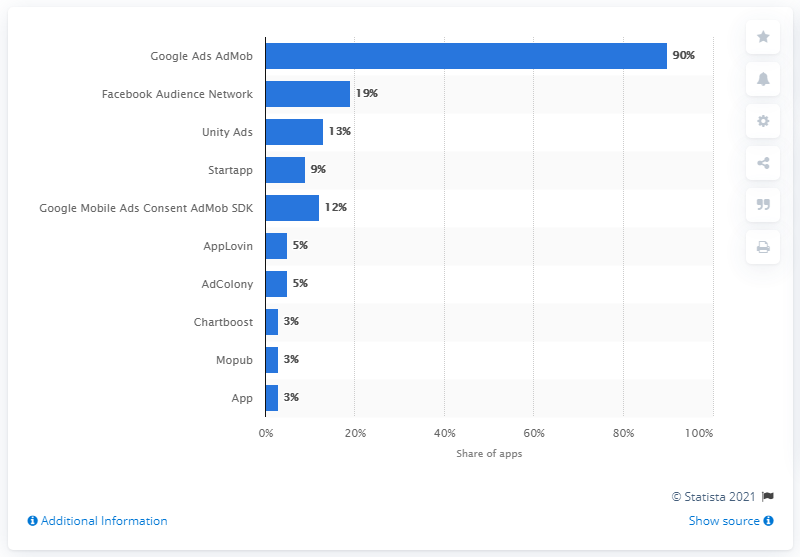 Google Ads AdMob 90%
Facebook Audience Network 19%
Unity Ads 13%
Startapp 9%
Google Mobile Ads Consent AdMob SDK 12%
AppLovin 5%
AdColony 5%
Chartboost 3%
Mopub 3%
App 3%
0% 20% 40% 60% 80% 100%
Share of apps
© Statista 2021
Additional Information Show source